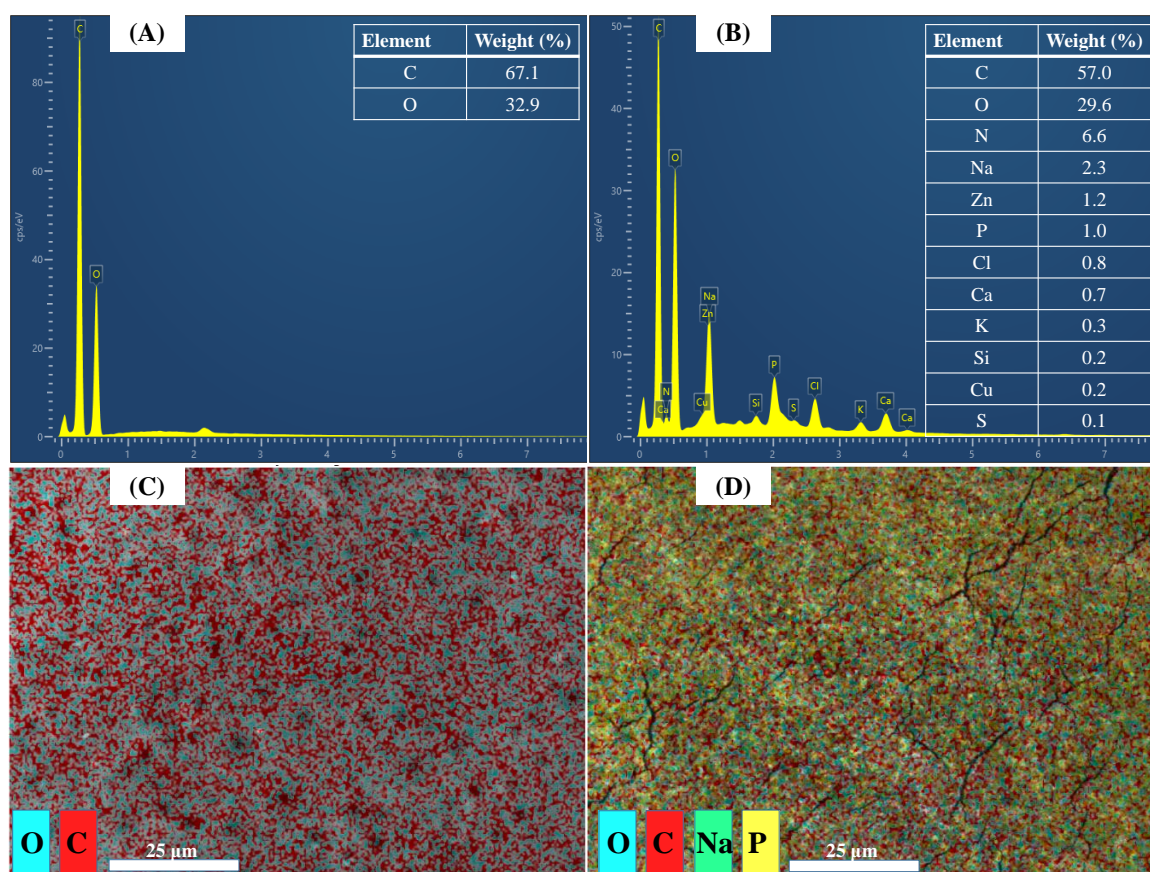 (A)
Element Weight (%)
C 67.1
O 32.9
C
O
cps/eV
80
60
40
20
0
0 1 2 3 4 5 6 7
(B)
Element Weight (%)
C 57.0
O 29.6
N 6.6
Na 2.3
Zn 1.2
P 1.0
Cl 0.8
Ca 0.7
K 0.3
Si 0.2
Cu 0.2
S 0.1
C
O
Na
Zn
N
Ca
Cu
Si
P
S
Cl
K
Ca
Ca
cps/eV
50
40
30
20
10
0
0 1 2 3 4 5 6 7
(C)
O C
25 µm
(D)
O C Na P
25 µm